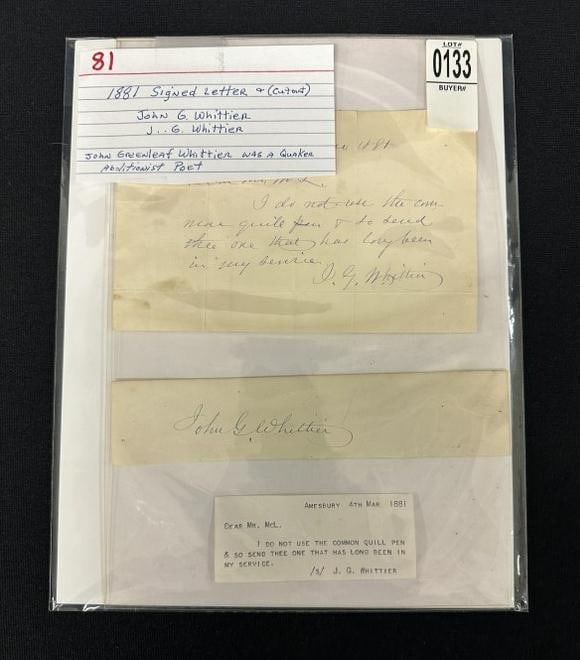 81
1881 Signed Letter & (Cutout)
John G. Whittier
J.. G. Whittier
John Greenleaf Whittier was a Quaker
Abolitionist Poet
LOT#
0133
BUYER#
I do not use the com
mon quill pen & so send
thee one that has long been
in my service.
J. G. Whittier
John G. Whittier
Amesbury 4th Mar 1881
Dear Mr. McL.
I DO NOT USE THE COMMON QUILL PEN
& SO SEND THEE ONE THAT HAS LONG BEEN IN
MY SERVICE.
/s/ J. G. Whittier